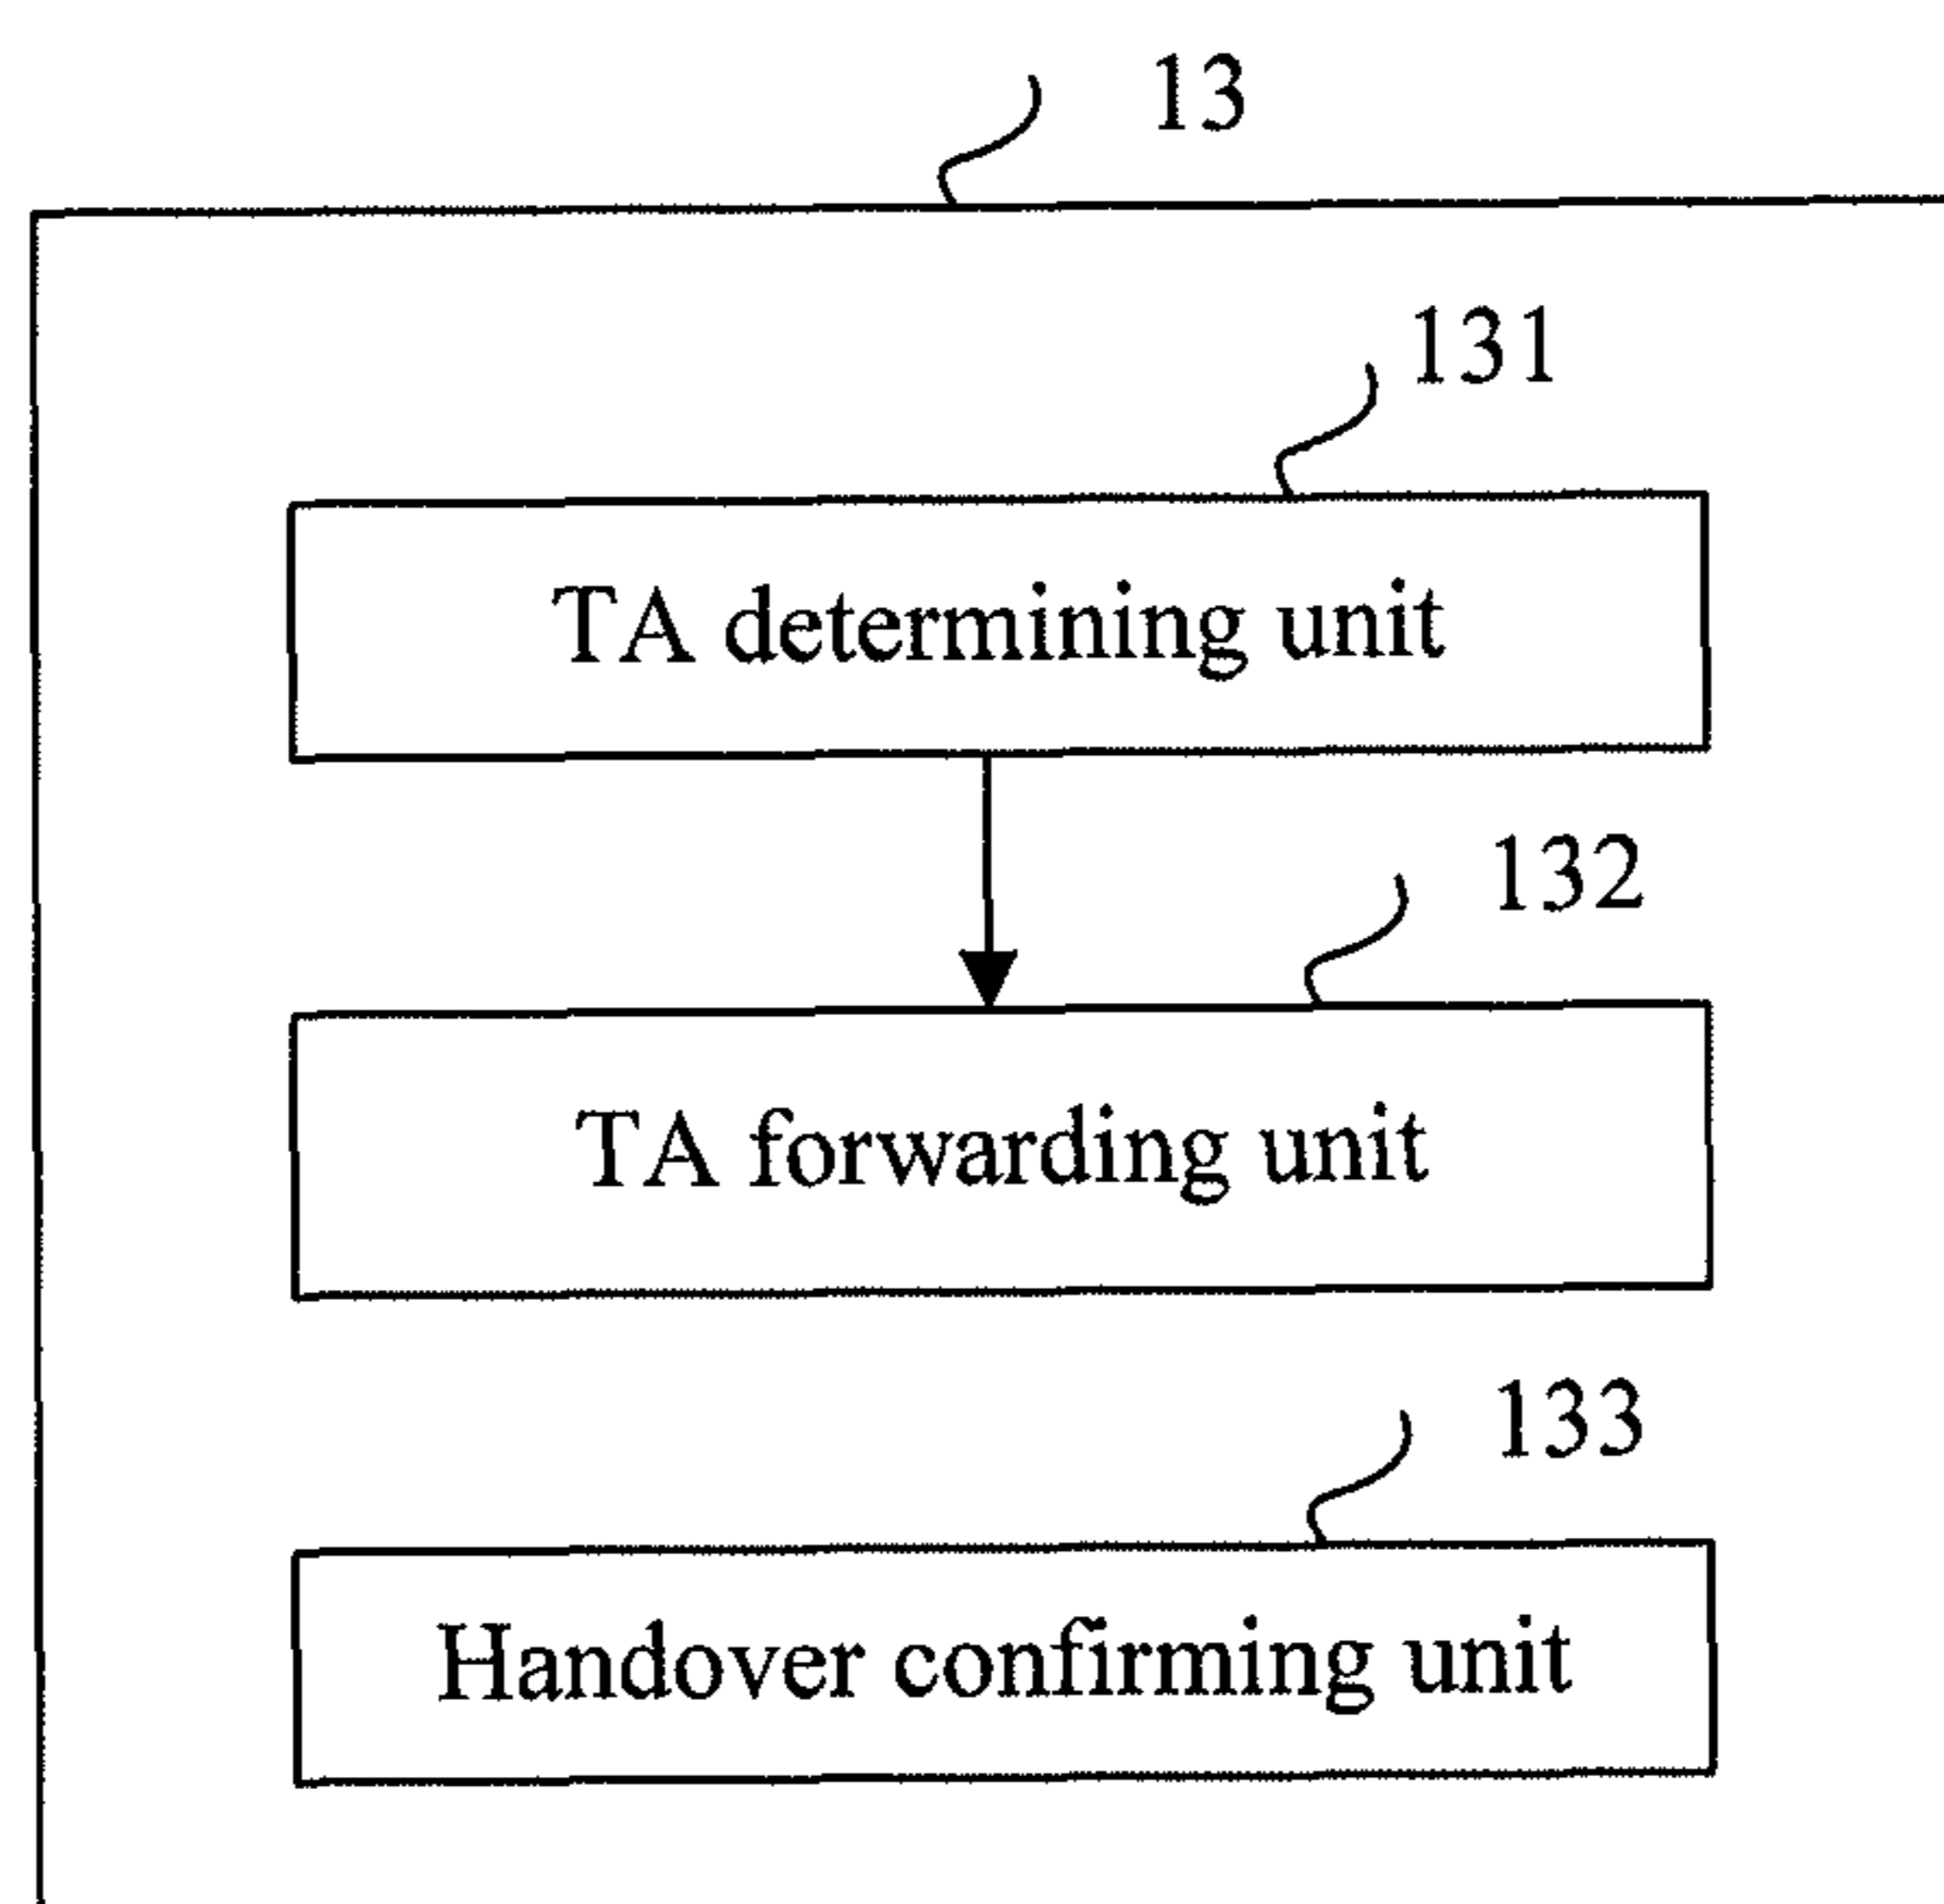 13
131
TA determining unit
132
TA forwarding unit
133
Handover confirming unit